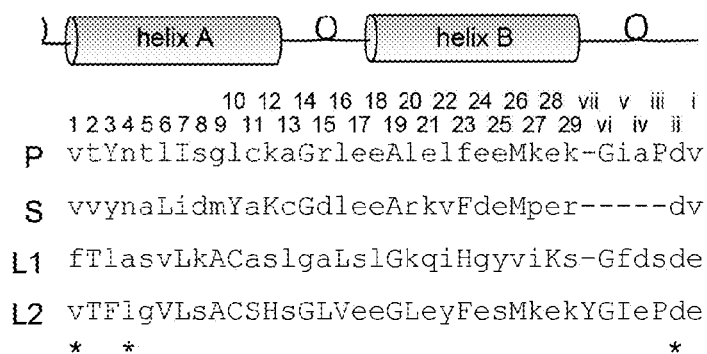 helix A helix B
10 12 14 16 18 20 22 24 26 28 vii v iii i
1 2 3 4 5 6 7 8 9 11 13 15 17 19 21 23 25 27 29 vi iv ii
P vtYntlIsglckaGrleeAlelfeeMkek-GiaPdv
S vvynaLidmYaKcGdleeArkvFdeMper-----dv
L1 fTlasvLkACaslgaLslGkqiHgyviKs-Gfdsde
L2 vTFlgVLsACSHsGLVeeGLeyFesMkekYGIePde
* * *